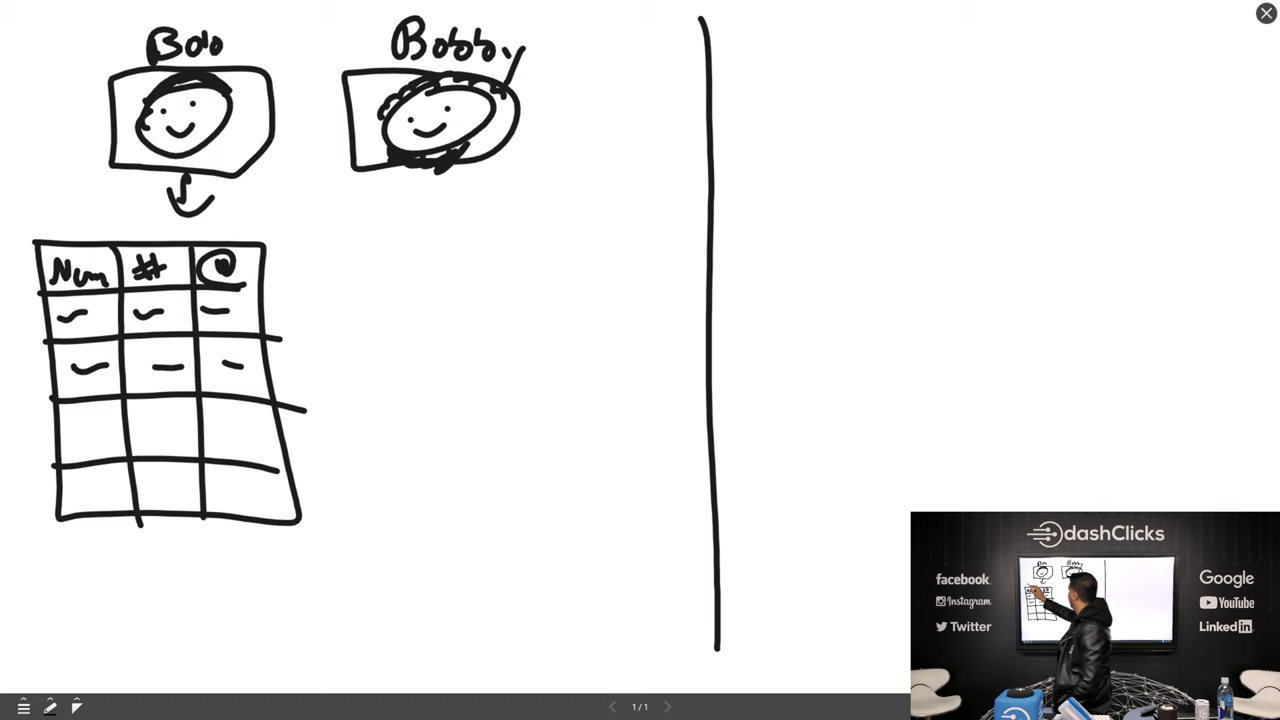 Bob
Bobby
Num # @
1/1
dashClicks
facebook.
Instagram
Twitter
Google
YouTube
Linked in